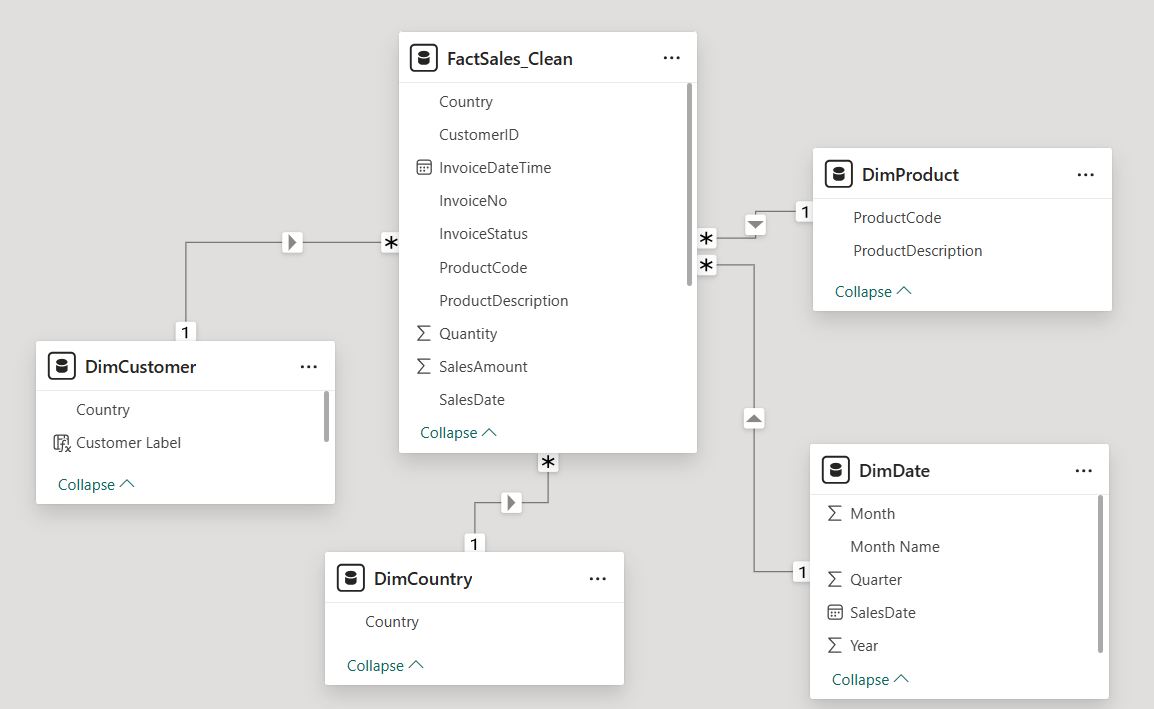 FactSales_Clean
Country
CustomerID
InvoiceDateTime
InvoiceNo
InvoiceStatus
ProductCode
ProductDescription
Quantity
SalesAmount
SalesDate
Collapse
*
*
*
*
DimProduct
ProductCode
ProductDescription
Collapse
1
DimCustomer
Country
Customer Label
Collapse
1
DimCountry
Country
Collapse
1
DimDate
Month
Month Name
Quarter
SalesDate
Year
Collapse
1